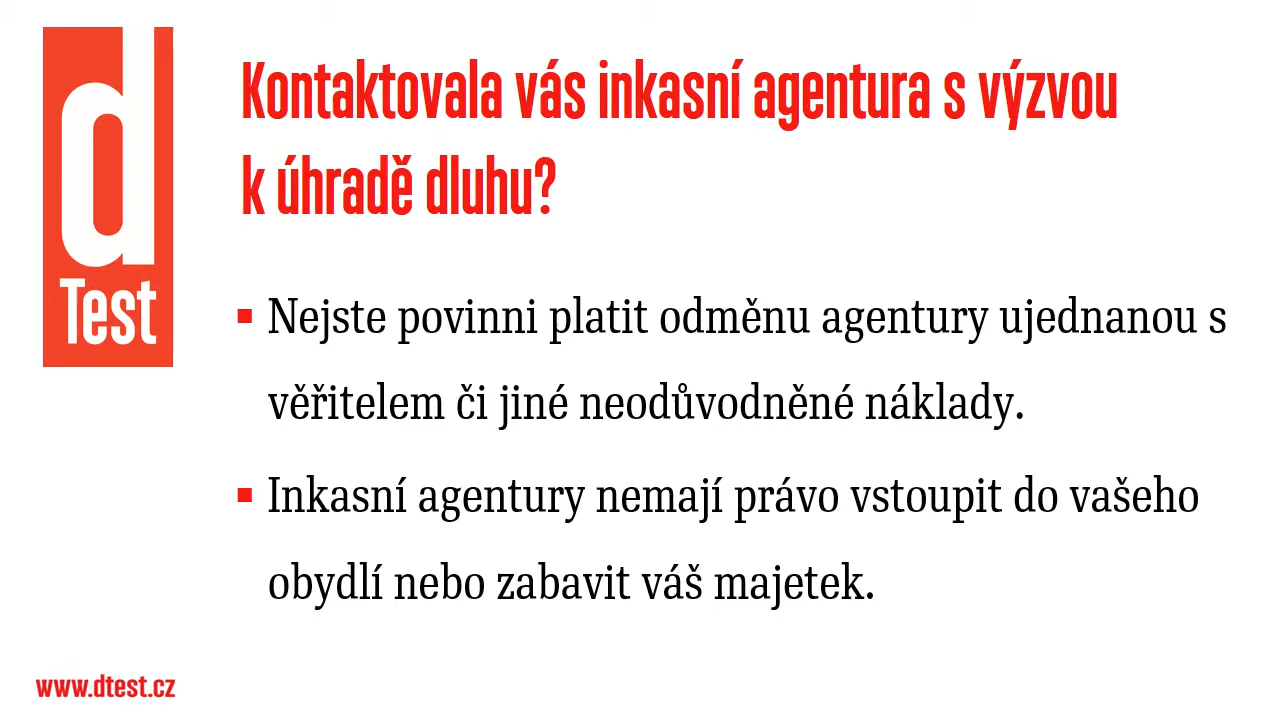 d
Test
Kontaktovala vás inkasní agentura s výzvou
k úhradě dluhu?
Nejste povinni platit odměnu agentury ujednanou s
věřitelem či jiné neodůvodněné náklady.
Inkasní agentury nemají právo vstoupit do vašeho
obydlí nebo zabavit váš majetek.
www.dtest.cz